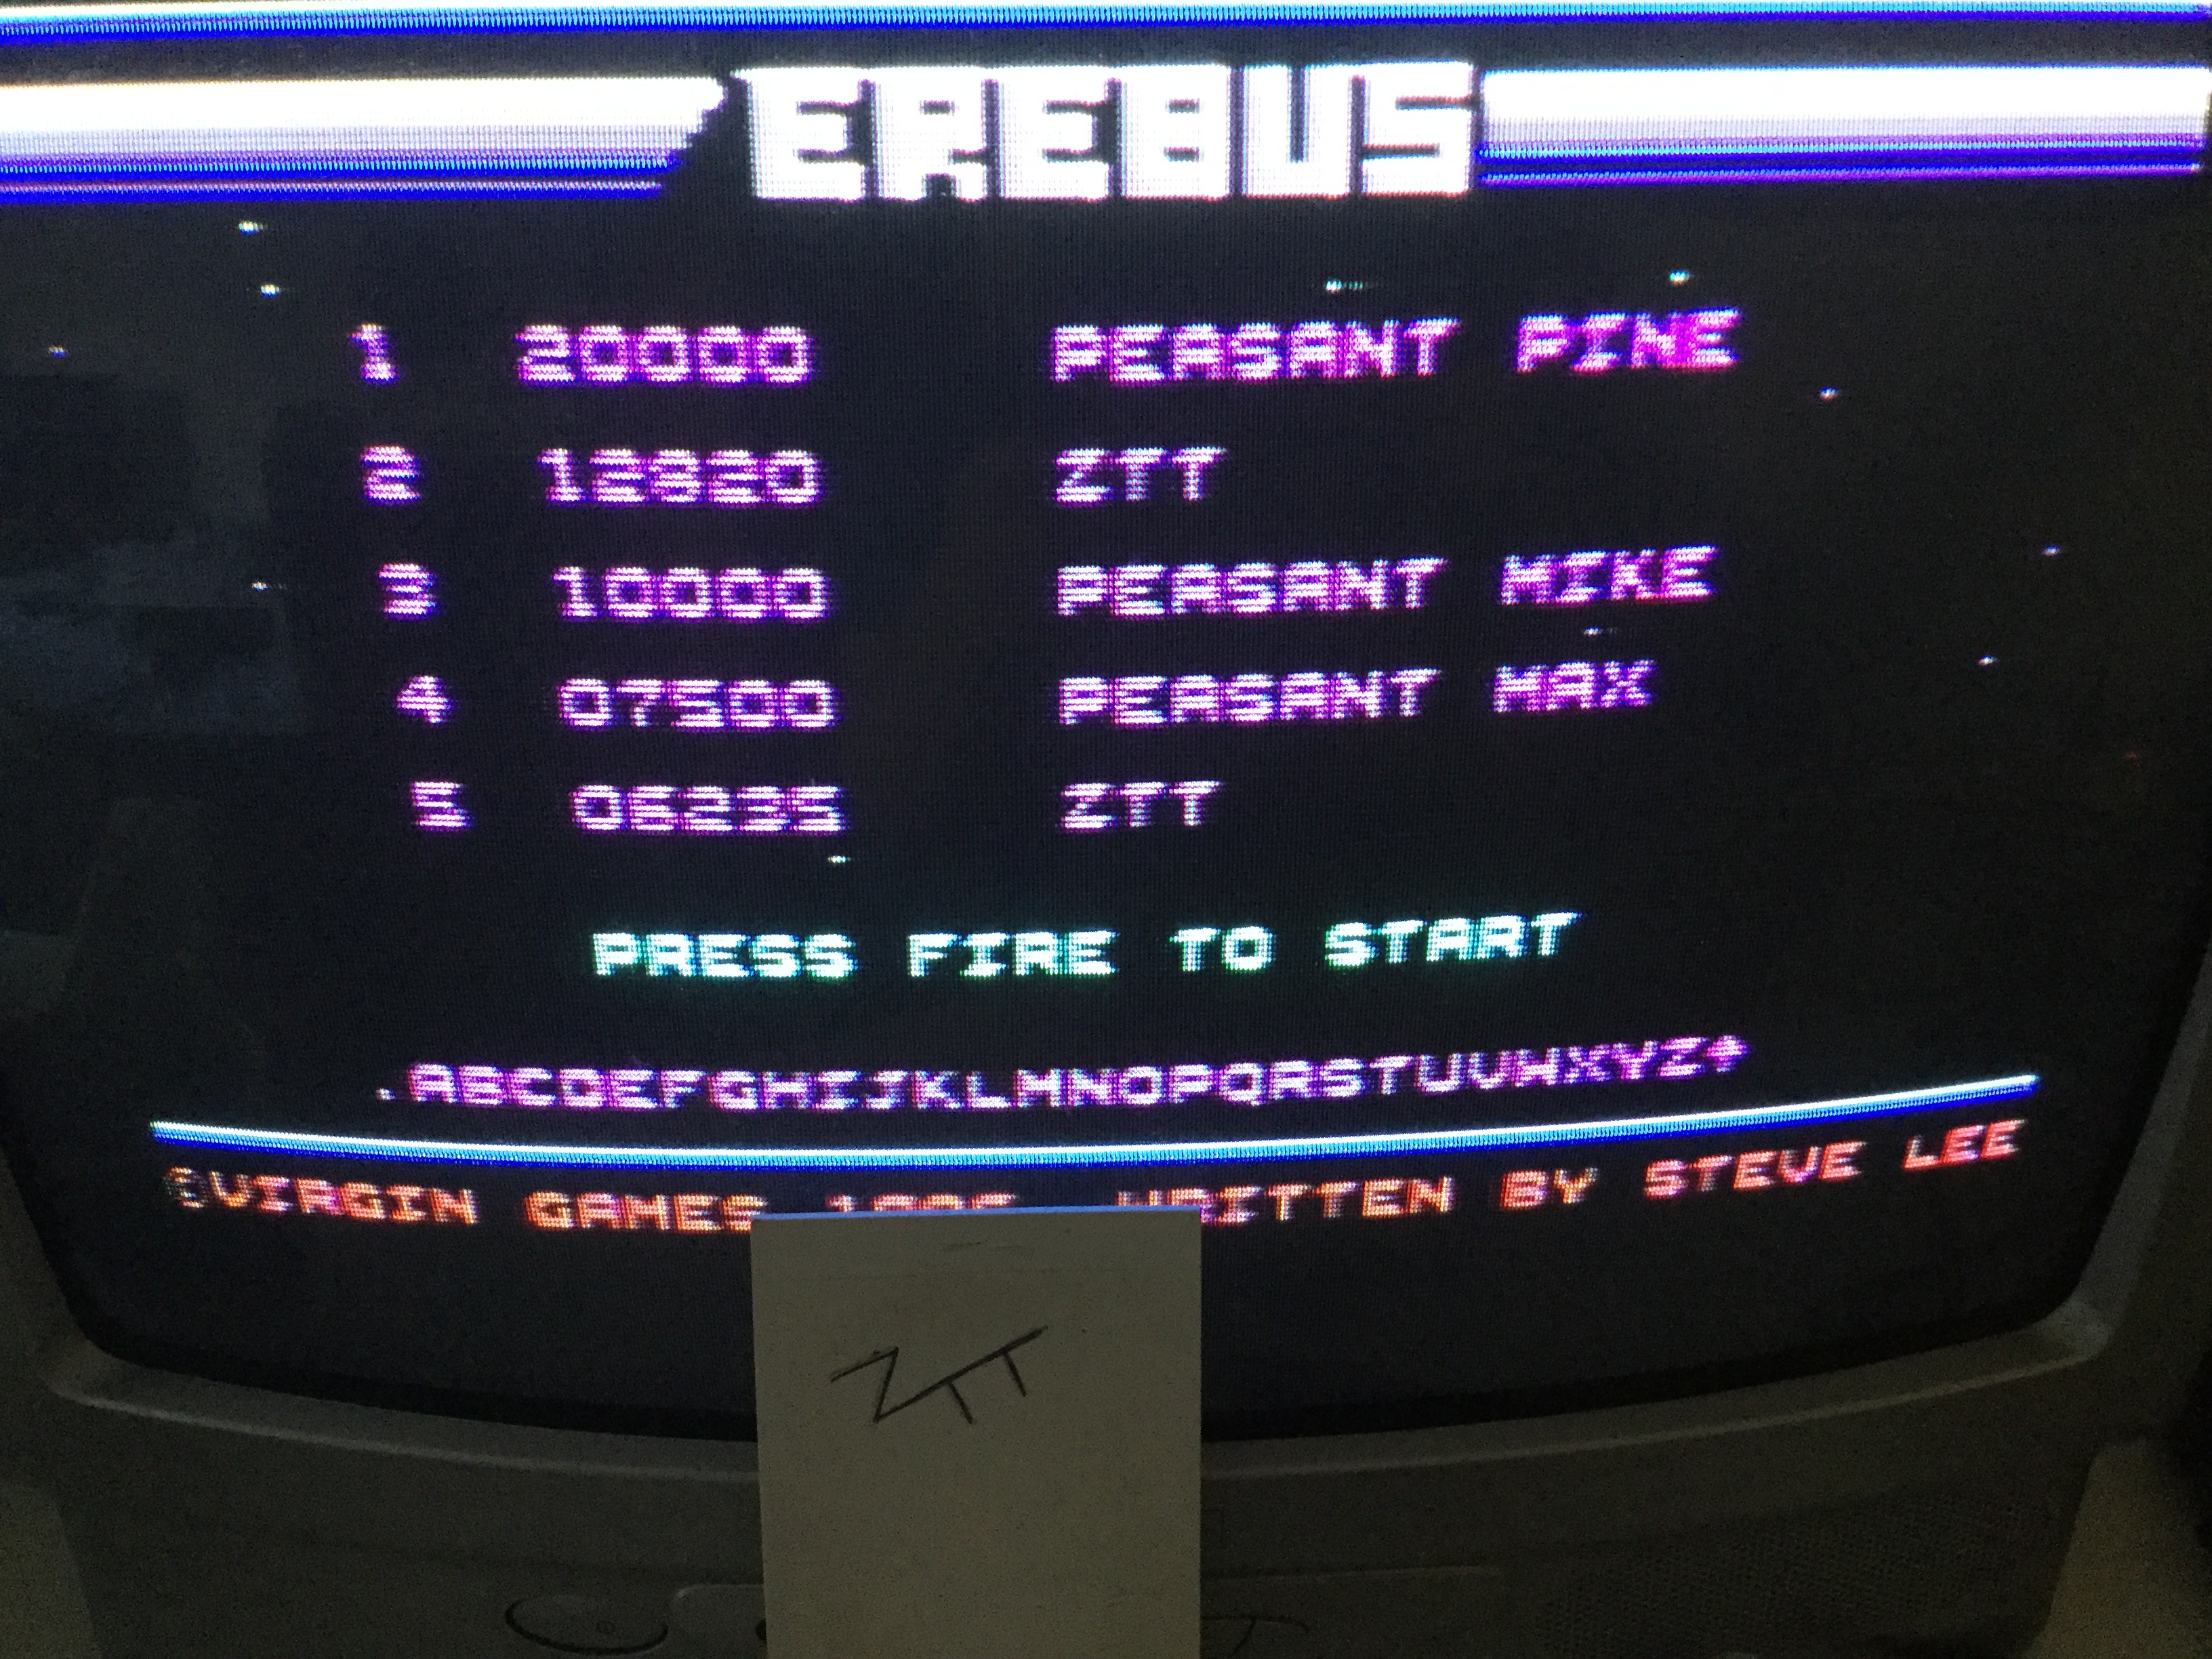 EREBUS
1 20000 PEASANT PINE
2 12820 ZTT
3 10000 PEASANT MIKE
4 07500 PEASANT MAX
5 06235 ZTT
PRESS FIRE TO START
.ABCDEFGHIJKLMNOPQRSTUVWXYZ
©VIRGIN GAMES WRITTEN BY STEVE LEE
ZTT